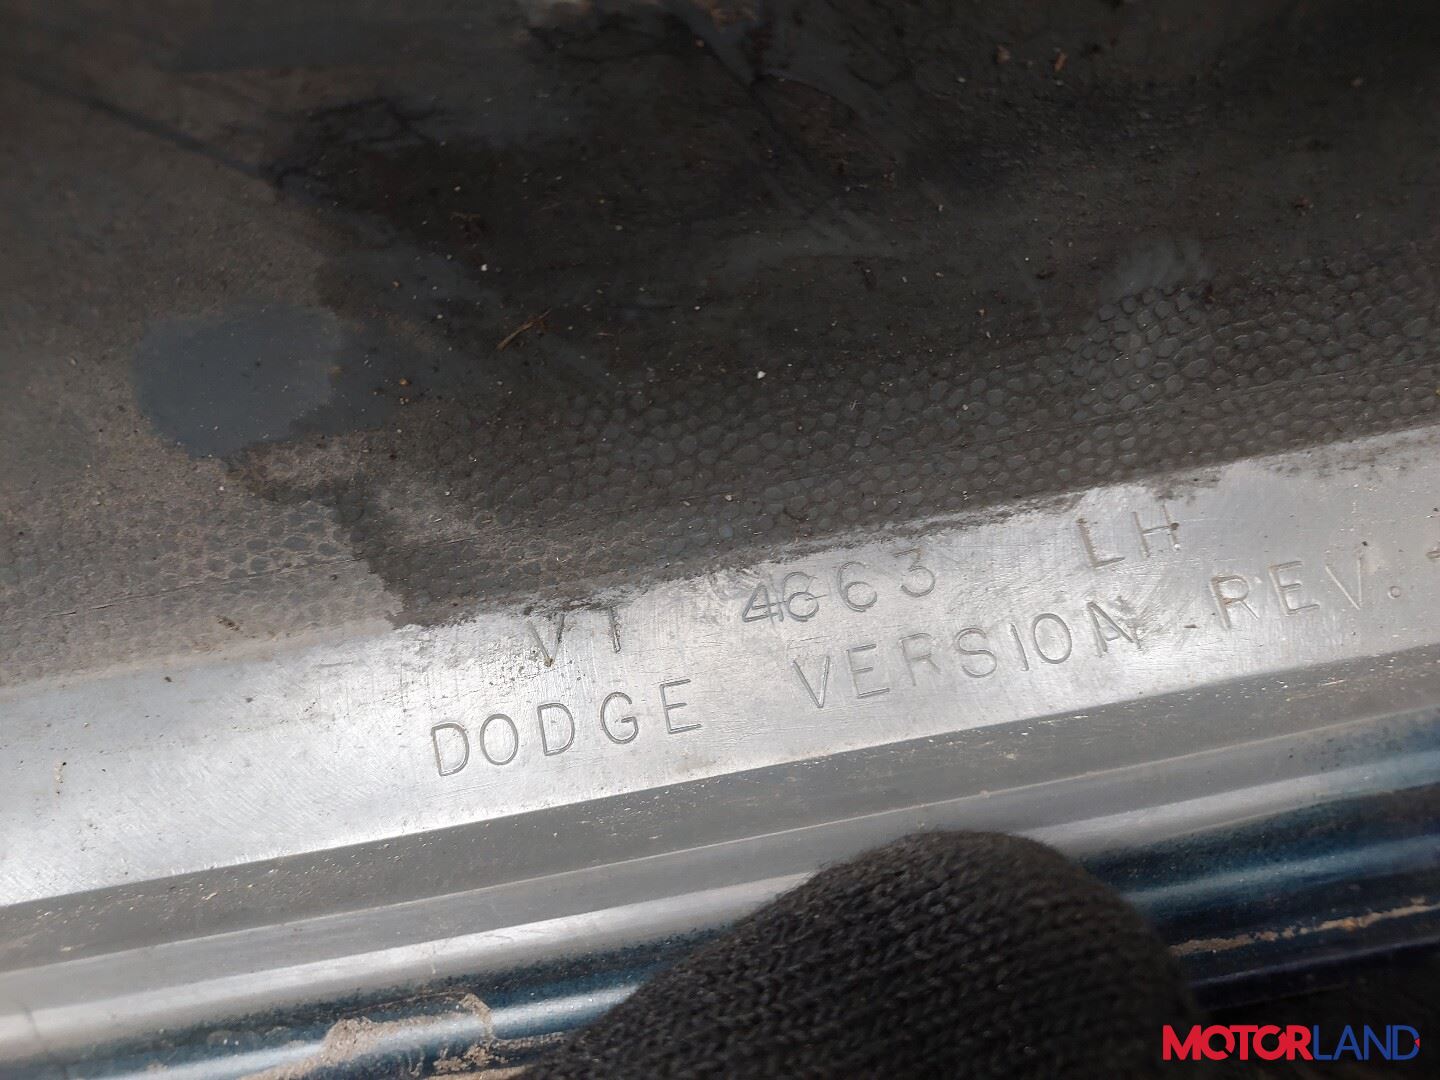 VT 4663 LH
DODGE VERSION REV.
MOTORLAND